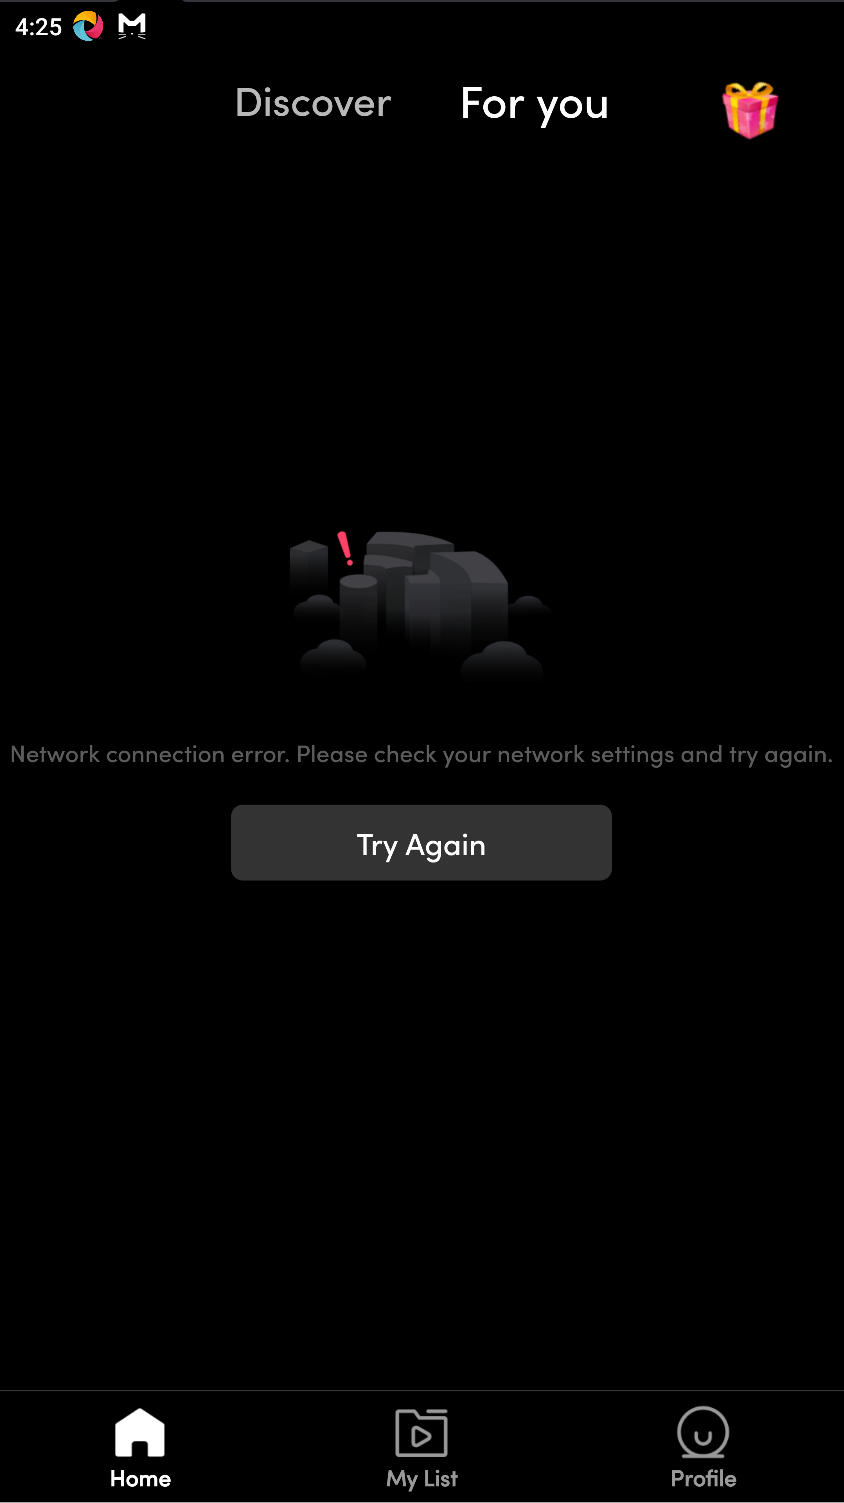 4:25
Discover
For you
Network connection error. Please check your network settings and try again.
Try Again
Home
My List
Profile